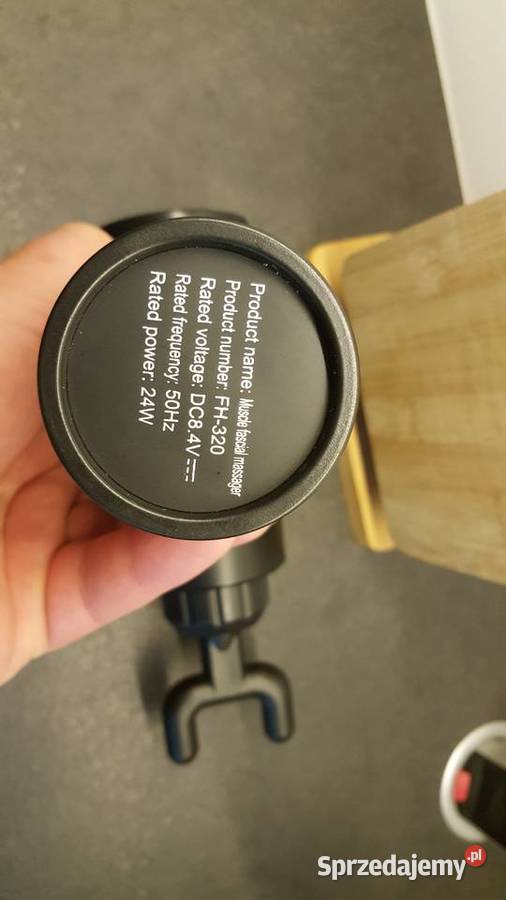 Product name: Muscle fascial massager
Product number: FH-320
Rated voltage: DC8.4V⎓
Rated frequency: 50Hz
Rated power: 24W
Sprzedajemy.pl